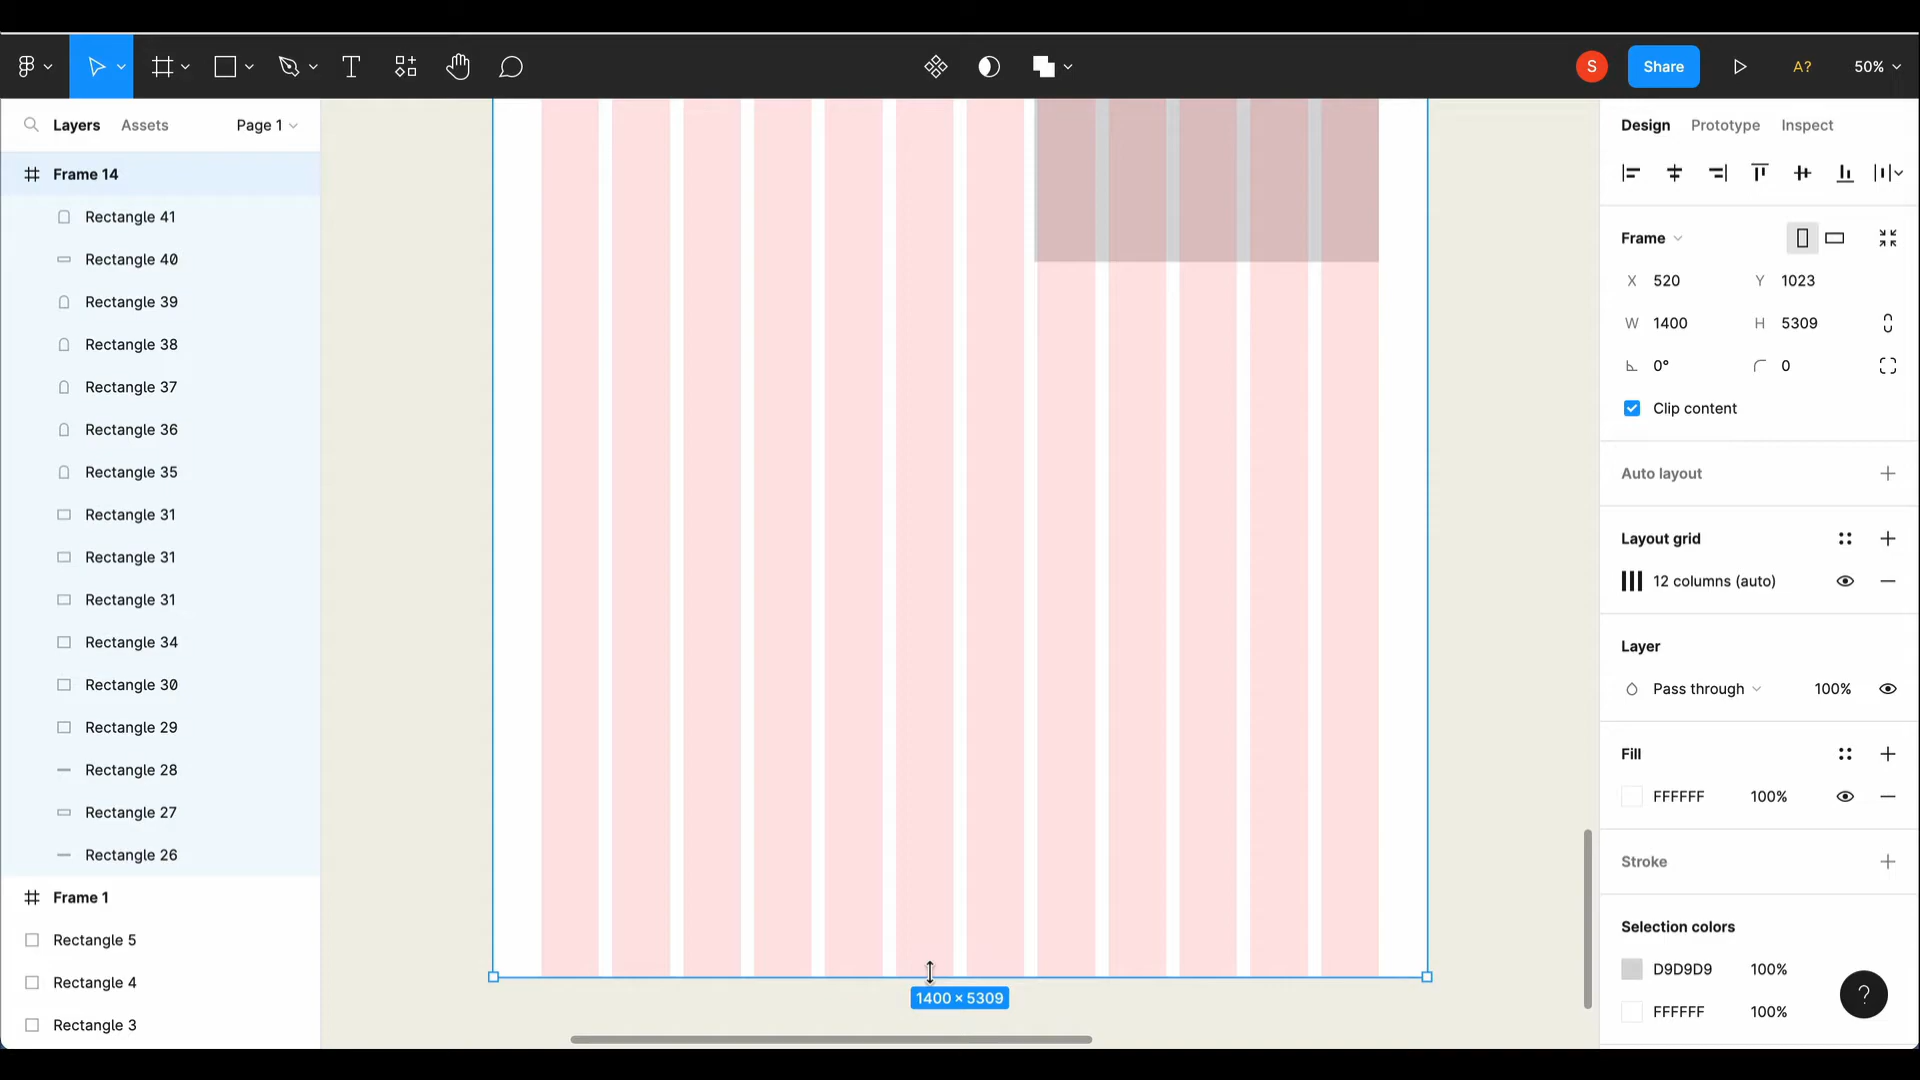 S
Share
A?
50%
Layers
Assets
Page 1
Frame 14
Rectangle 41
Rectangle 40
Rectangle 39
Rectangle 38
Rectangle 37
Rectangle 36
Rectangle 35
Rectangle 31
Rectangle 31
Rectangle 31
Rectangle 34
Rectangle 30
Rectangle 29
Rectangle 28
Rectangle 27
Rectangle 26
Frame 1
Rectangle 5
Rectangle 4
Rectangle 3
1400 × 5309
Design
Prototype
Inspect
Frame
X 520 Y 1023
W 1400 H 5309
0° 0
Clip content
Auto layout
Layout grid
12 columns (auto)
Layer
Pass through 100%
Fill
FFFFFF 100%
Stroke
Selection colors
D9D9D9 100%
FFFFFF 100%
?